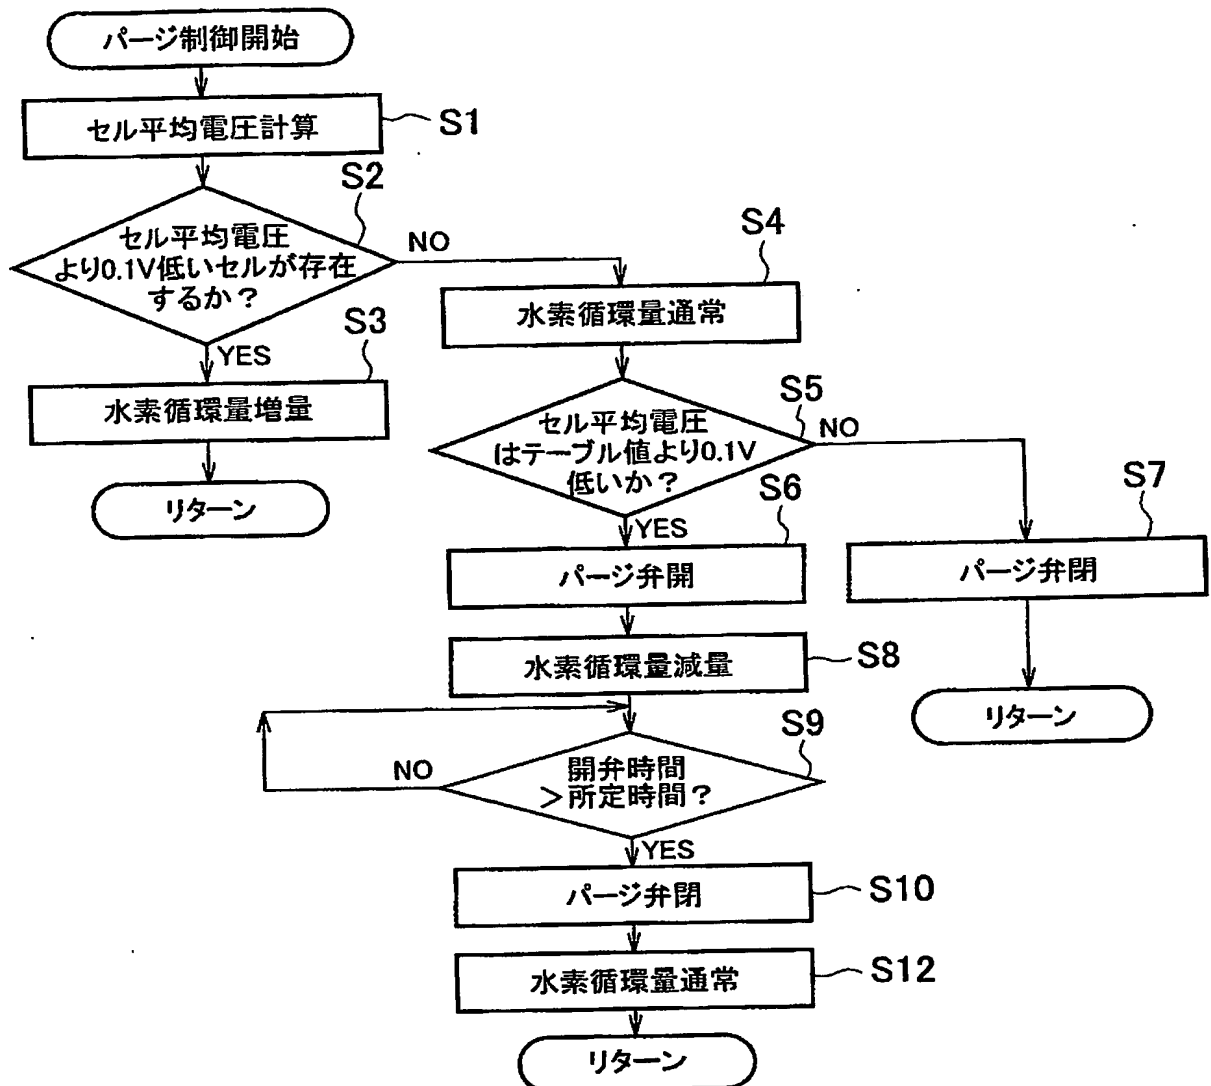 パージ制御開始
セル平均電圧計算
S1
S2
セル平均電圧
より0.1V低いセルが存在
するか？
NO
YES
S3
水素循環量増量
リターン
S4
水素循環量通常
S5
セル平均電圧
はテーブル値より0.1V
低いか？
NO
YES
S6
パージ弁開
S7
パージ弁閉
リターン
水素循環量減量
S8
S9
開弁時間
＞所定時間？
NO
YES
パージ弁閉
S10
水素循環量通常
S12
リターン